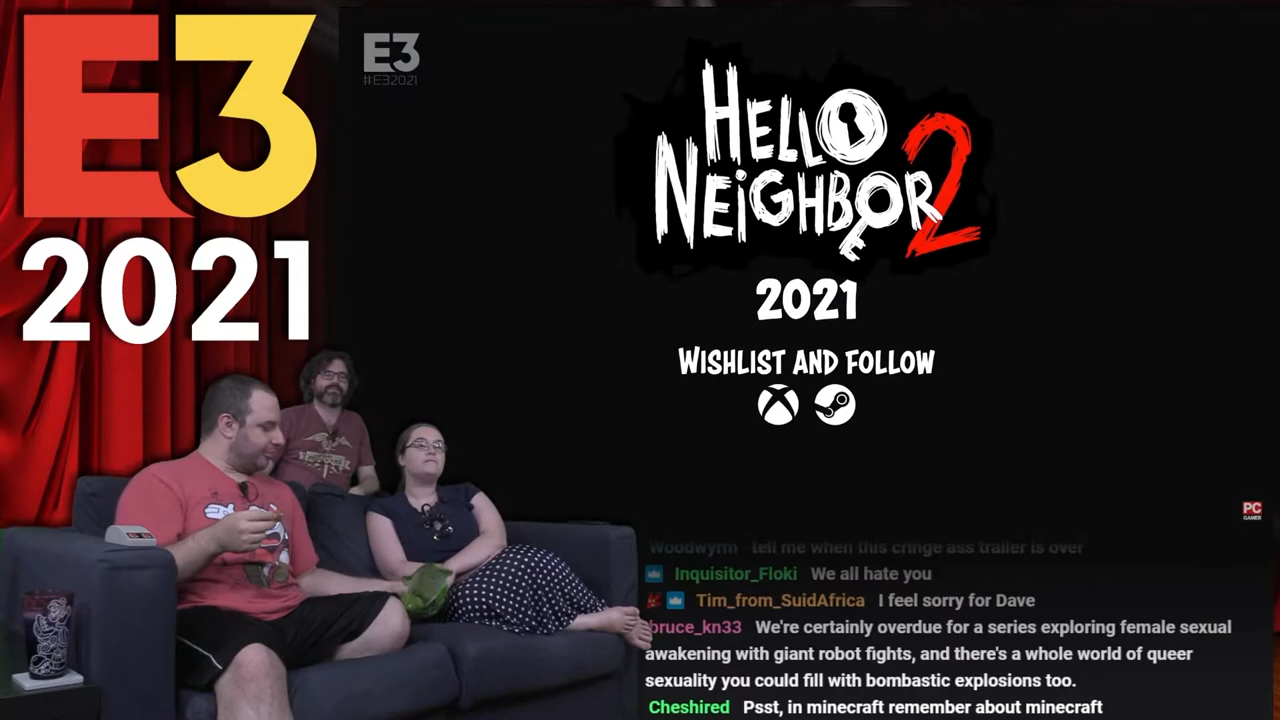 E3
2021
E3
#E32021
HELLO
NEIGHBOR 2
2021
WISHLIST AND FOLLOW
PC
GAMER
Woodwyrm tell me when this cringe ass trailer is over
Inquisitor_Floki We all hate you
Tim_from_SuidAfrica I feel sorry for Dave
bruce_kn33 We're certainly overdue for a series exploring female sexual
awakening with giant robot fights, and there's a whole world of queer
sexuality you could fill with bombastic explosions too.
Cheshired Psst, in minecraft remember about minecraft